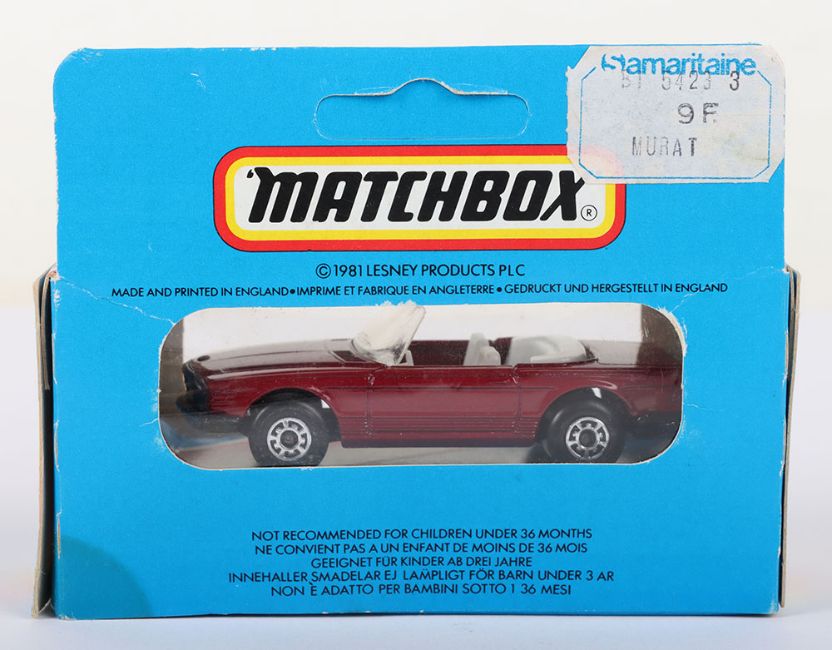 Samaritaine
BT 5423 3
9F.
MURAT
'MATCHBOX ®
© 1981 LESNEY PRODUCTS PLC
MADE AND PRINTED IN ENGLAND • IMPRIME ET FABRIQUE EN ANGLETERRE • GEDRUCKT UND HERGESTELLT IN ENGLAND
NOT RECOMMENDED FOR CHILDREN UNDER 36 MONTHS
NE CONVIENT PAS A UN ENFANT DE MOINS DE 36 MOIS
GEEIGNET FÜR KINDER AB DREI JAHRE
INNEHALLER SMADELAR EJ LAMPLIGT FÖR BARN UNDER 3 AR
NON È ADATTO PER BAMBINI SOTTO I 36 MESI